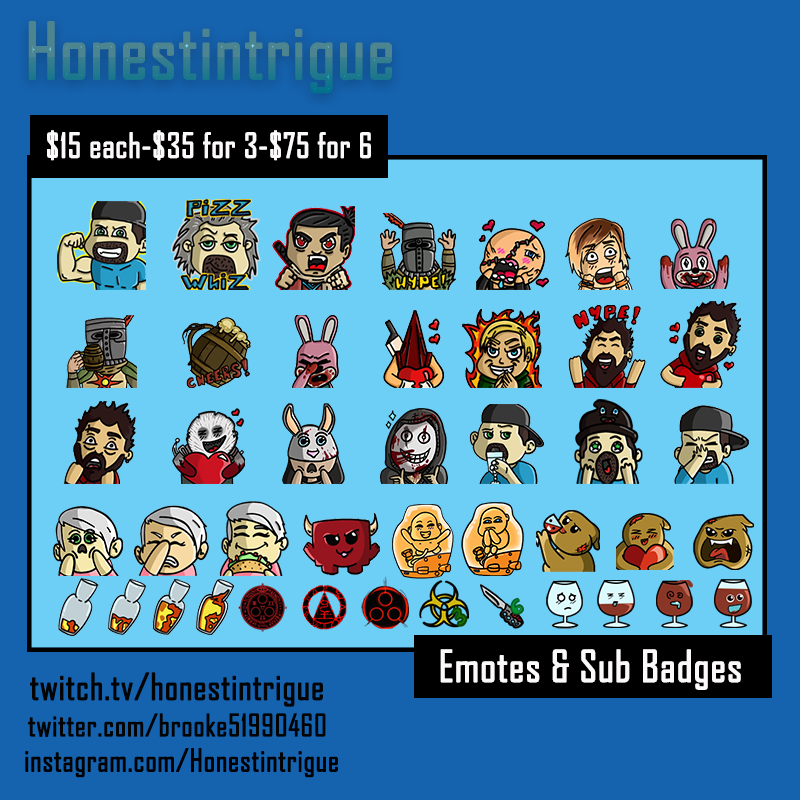 Honestintrigue
$15 each-$35 for 3-$75 for 6
PiZZ
WHiZ
HYPE!
CHEERS!
HYPE!
Emotes & Sub Badges
twitch.tv/honestintrigue
twitter.com/brooke51990460
instagram.com/Honestintrigue